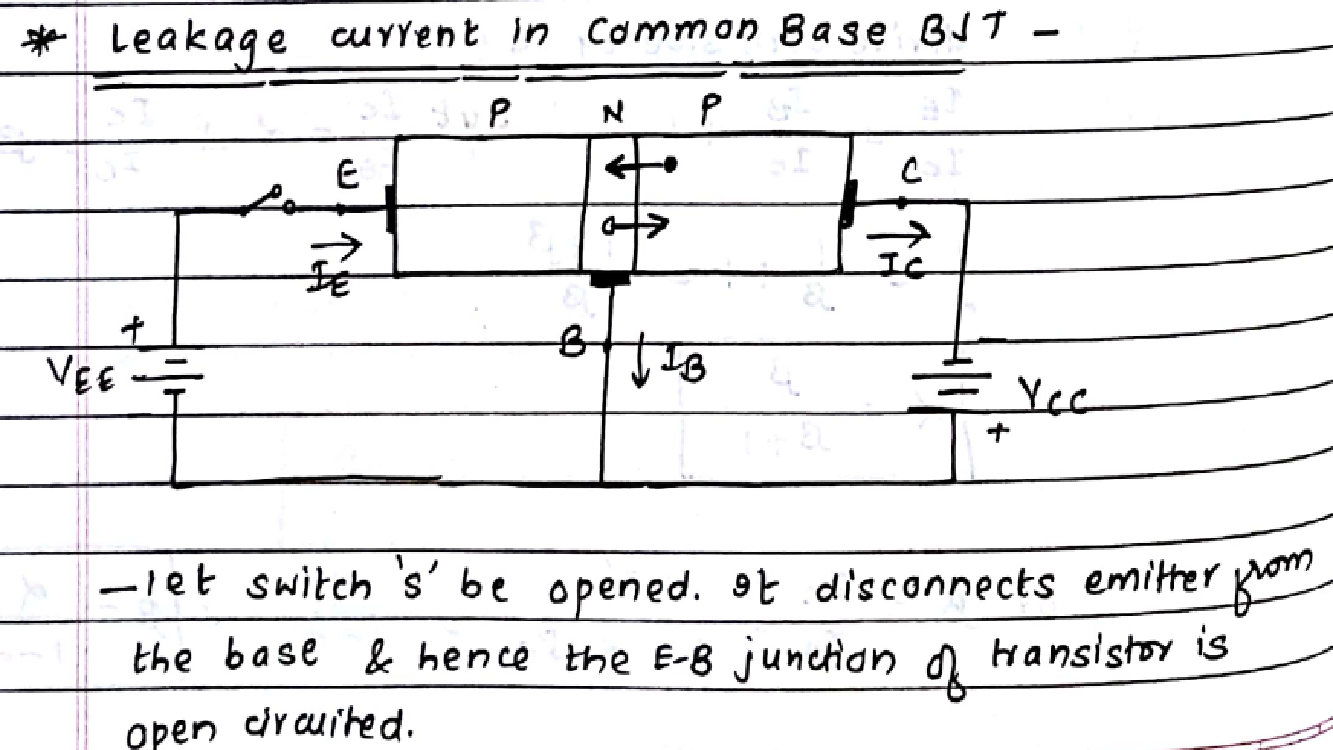 * Leakage current in Common Base BJT -
P N P
E C
IE IC
+
VEE
B IB
VCC
+
- let switch 's' be opened. It disconnects emitter from
the base & hence the E-B junction of transistor is
open circuited.